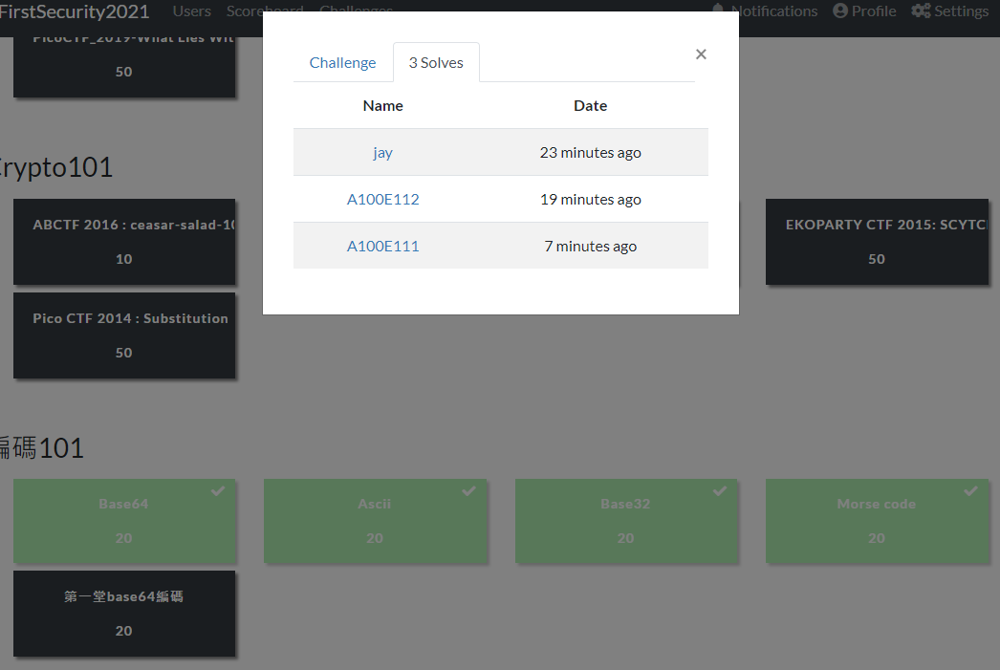 FirstSecurity2021 Users Scoreboard Challenges Notifications Profile Settings
PicoCTF_2019-What Lies Wit
50
Challenge
3 Solves
×
Name Date
jay 23 minutes ago
A100E112 19 minutes ago
A100E111 7 minutes ago
Crypto101
ABCTF 2016 : ceasar-salad-10
10
EKOPARTY CTF 2015: SCYTC
50
Pico CTF 2014 : Substitution
50
編碼101
Base64
20
Ascii
20
Base32
20
Morse code
20
第一堂base64編碼
20